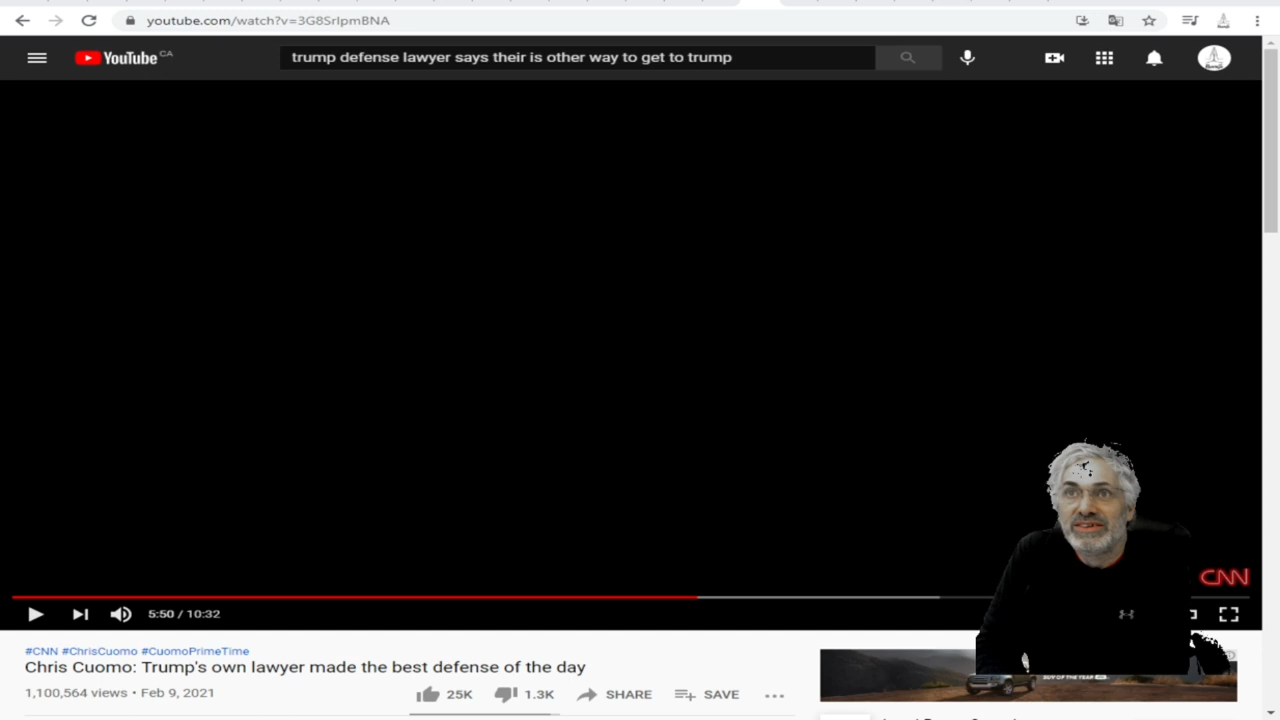 youtube.com/watch?v=3G8SrIpmBNA
YouTube CA
trump defense lawyer says their is other way to get to trump
CNN
5:50 / 10:32
#CNN #ChrisCuomo #CuomoPrimeTime
Chris Cuomo: Trump's own lawyer made the best defense of the day
1,100,564 views • Feb 9, 2021
25K
1.3K
SHARE
SAVE